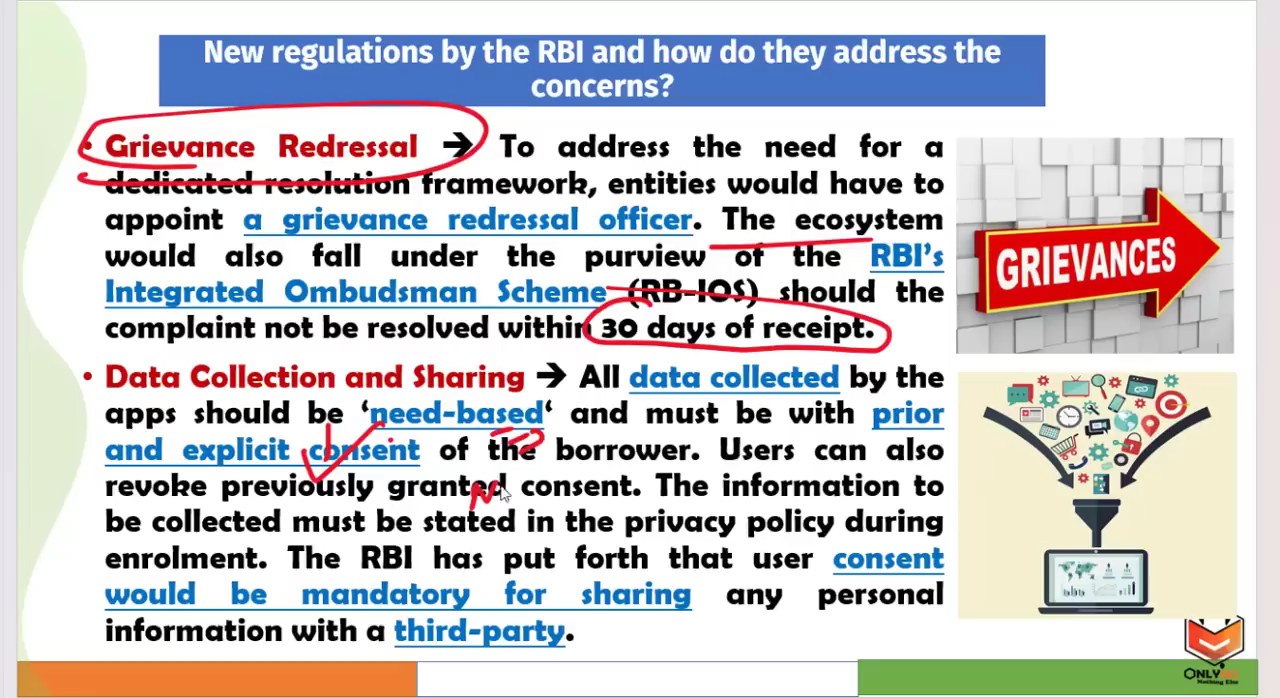 New regulations by the RBI and how do they address the
concerns?
• Grievance Redressal → To address the need for a
dedicated resolution framework, entities would have to
appoint a grievance redressal officer. The ecosystem
would also fall under the purview of the RBI's
Integrated Ombudsman Scheme (RB-IOS) should the
complaint not be resolved within 30 days of receipt.
GRIEVANCES
• Data Collection and Sharing → All data collected by the
apps should be ‘need-based‘ and must be with prior
and explicit consent of the borrower. Users can also
revoke previously granted consent. The information to
be collected must be stated in the privacy policy during
enrolment. The RBI has put forth that user consent
would be mandatory for sharing any personal
information with a third-party.
Nothing Else